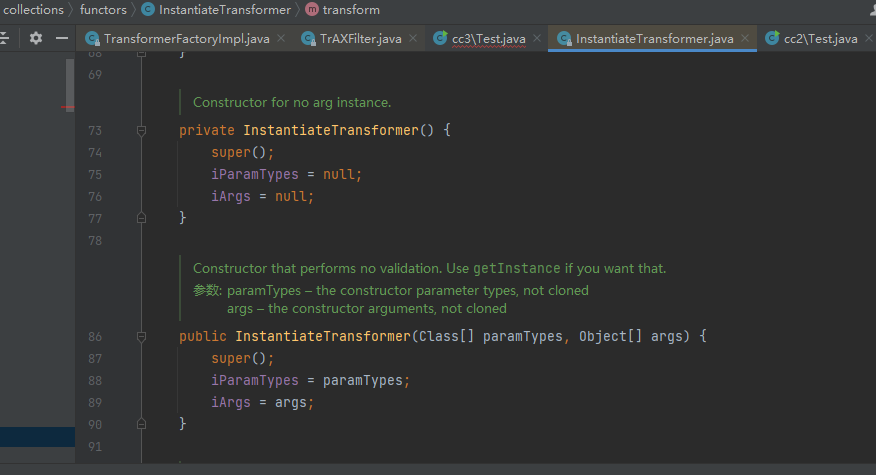 collections › functors › InstantiateTransformer › transform
TransformerFactoryImpl.java TrAXFilter.java cc3\Test.java InstantiateTransformer.java cc2\Test.java
68 }
69
Constructor for no arg instance.
73 private InstantiateTransformer() {
74 super();
75 iParamTypes = null;
76 iArgs = null;
77 }
78
Constructor that performs no validation. Use getInstance if you want that.
参数: paramTypes – the constructor parameter types, not cloned
args – the constructor arguments, not cloned
86 public InstantiateTransformer(Class[] paramTypes, Object[] args) {
87 super();
88 iParamTypes = paramTypes;
89 iArgs = args;
90 }
91